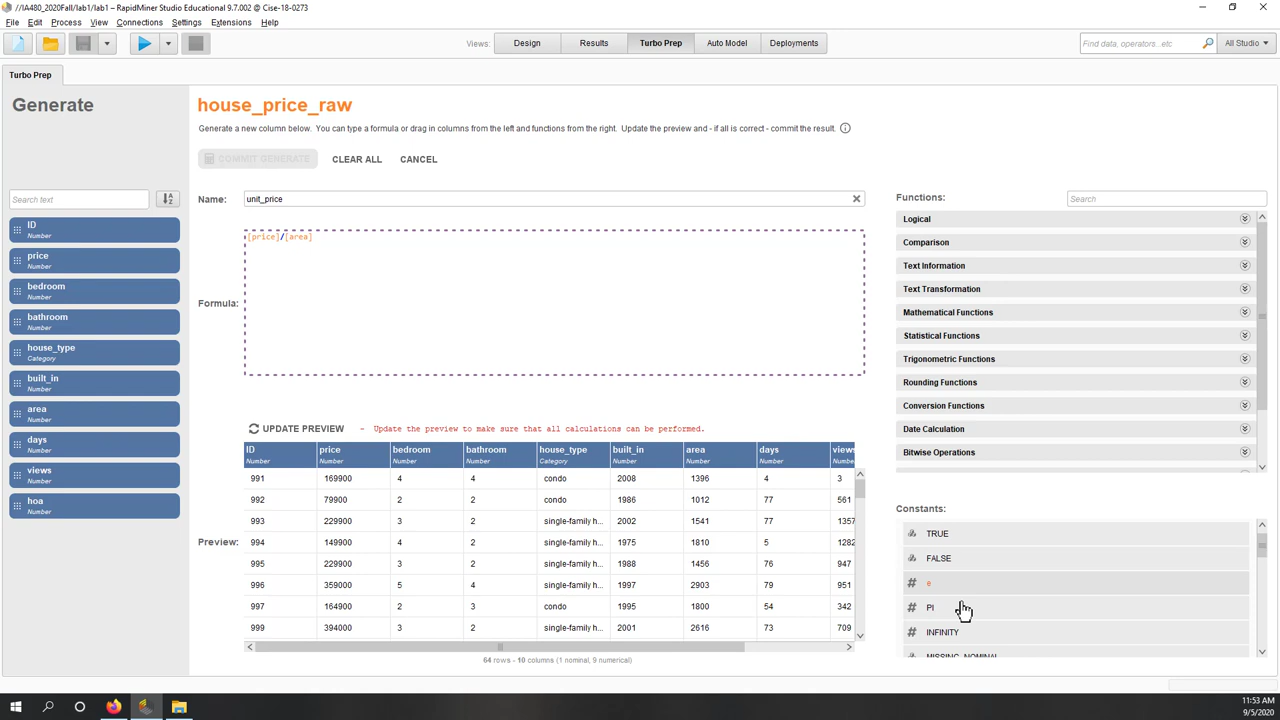 //IA480_2020Fall/lab1/lab1 – RapidMiner Studio Educational 9.7.002 @ Cise-18-0273
File Edit Process View Connections Settings Extensions Help
Views: Design Results Turbo Prep Auto Model Deployments Find data, operators...etc All Studio
Turbo Prep
Generate
house_price_raw
Generate a new column below. You can type a formula or drag in columns from the left and functions from the right. Update the preview and - if all is correct - commit the result.
COMMIT GENERATE CLEAR ALL CANCEL
Search text
Name: unit_price
Functions: Search
ID
Number
price
Number
bedroom
Number
bathroom
Number
house_type
Category
built_in
Number
area
Number
days
Number
views
Number
hoa
Number
[price]/[area]
Formula:
Logical
Comparison
Text Information
Text Transformation
Mathematical Functions
Statistical Functions
Trigonometric Functions
Rounding Functions
Conversion Functions
Date Calculation
Bitwise Operations
UPDATE PREVIEW - Update the preview to make sure that all calculations can be performed.
Preview:
ID price bedroom bathroom house_type built_in area days views
Number Number Number Number Category Number Number Number Number
991 169900 4 4 condo 2008 1396 4 3
992 79900 2 2 condo 1986 1012 77 561
993 229900 3 2 single-family h... 2002 1541 77 1357
994 149900 4 2 single-family h... 1975 1810 5 1282
995 229900 3 2 single-family h... 1988 1456 76 947
996 359000 5 4 single-family h... 1997 2903 79 951
997 164900 2 3 condo 1995 1800 54 342
999 394000 3 2 single-family h... 2001 2616 73 709
64 rows - 10 columns (1 nominal, 9 numerical)
Constants:
TRUE
FALSE
e
PI
INFINITY
MISSING_NOMINAL
11:53 AM
9/5/2020